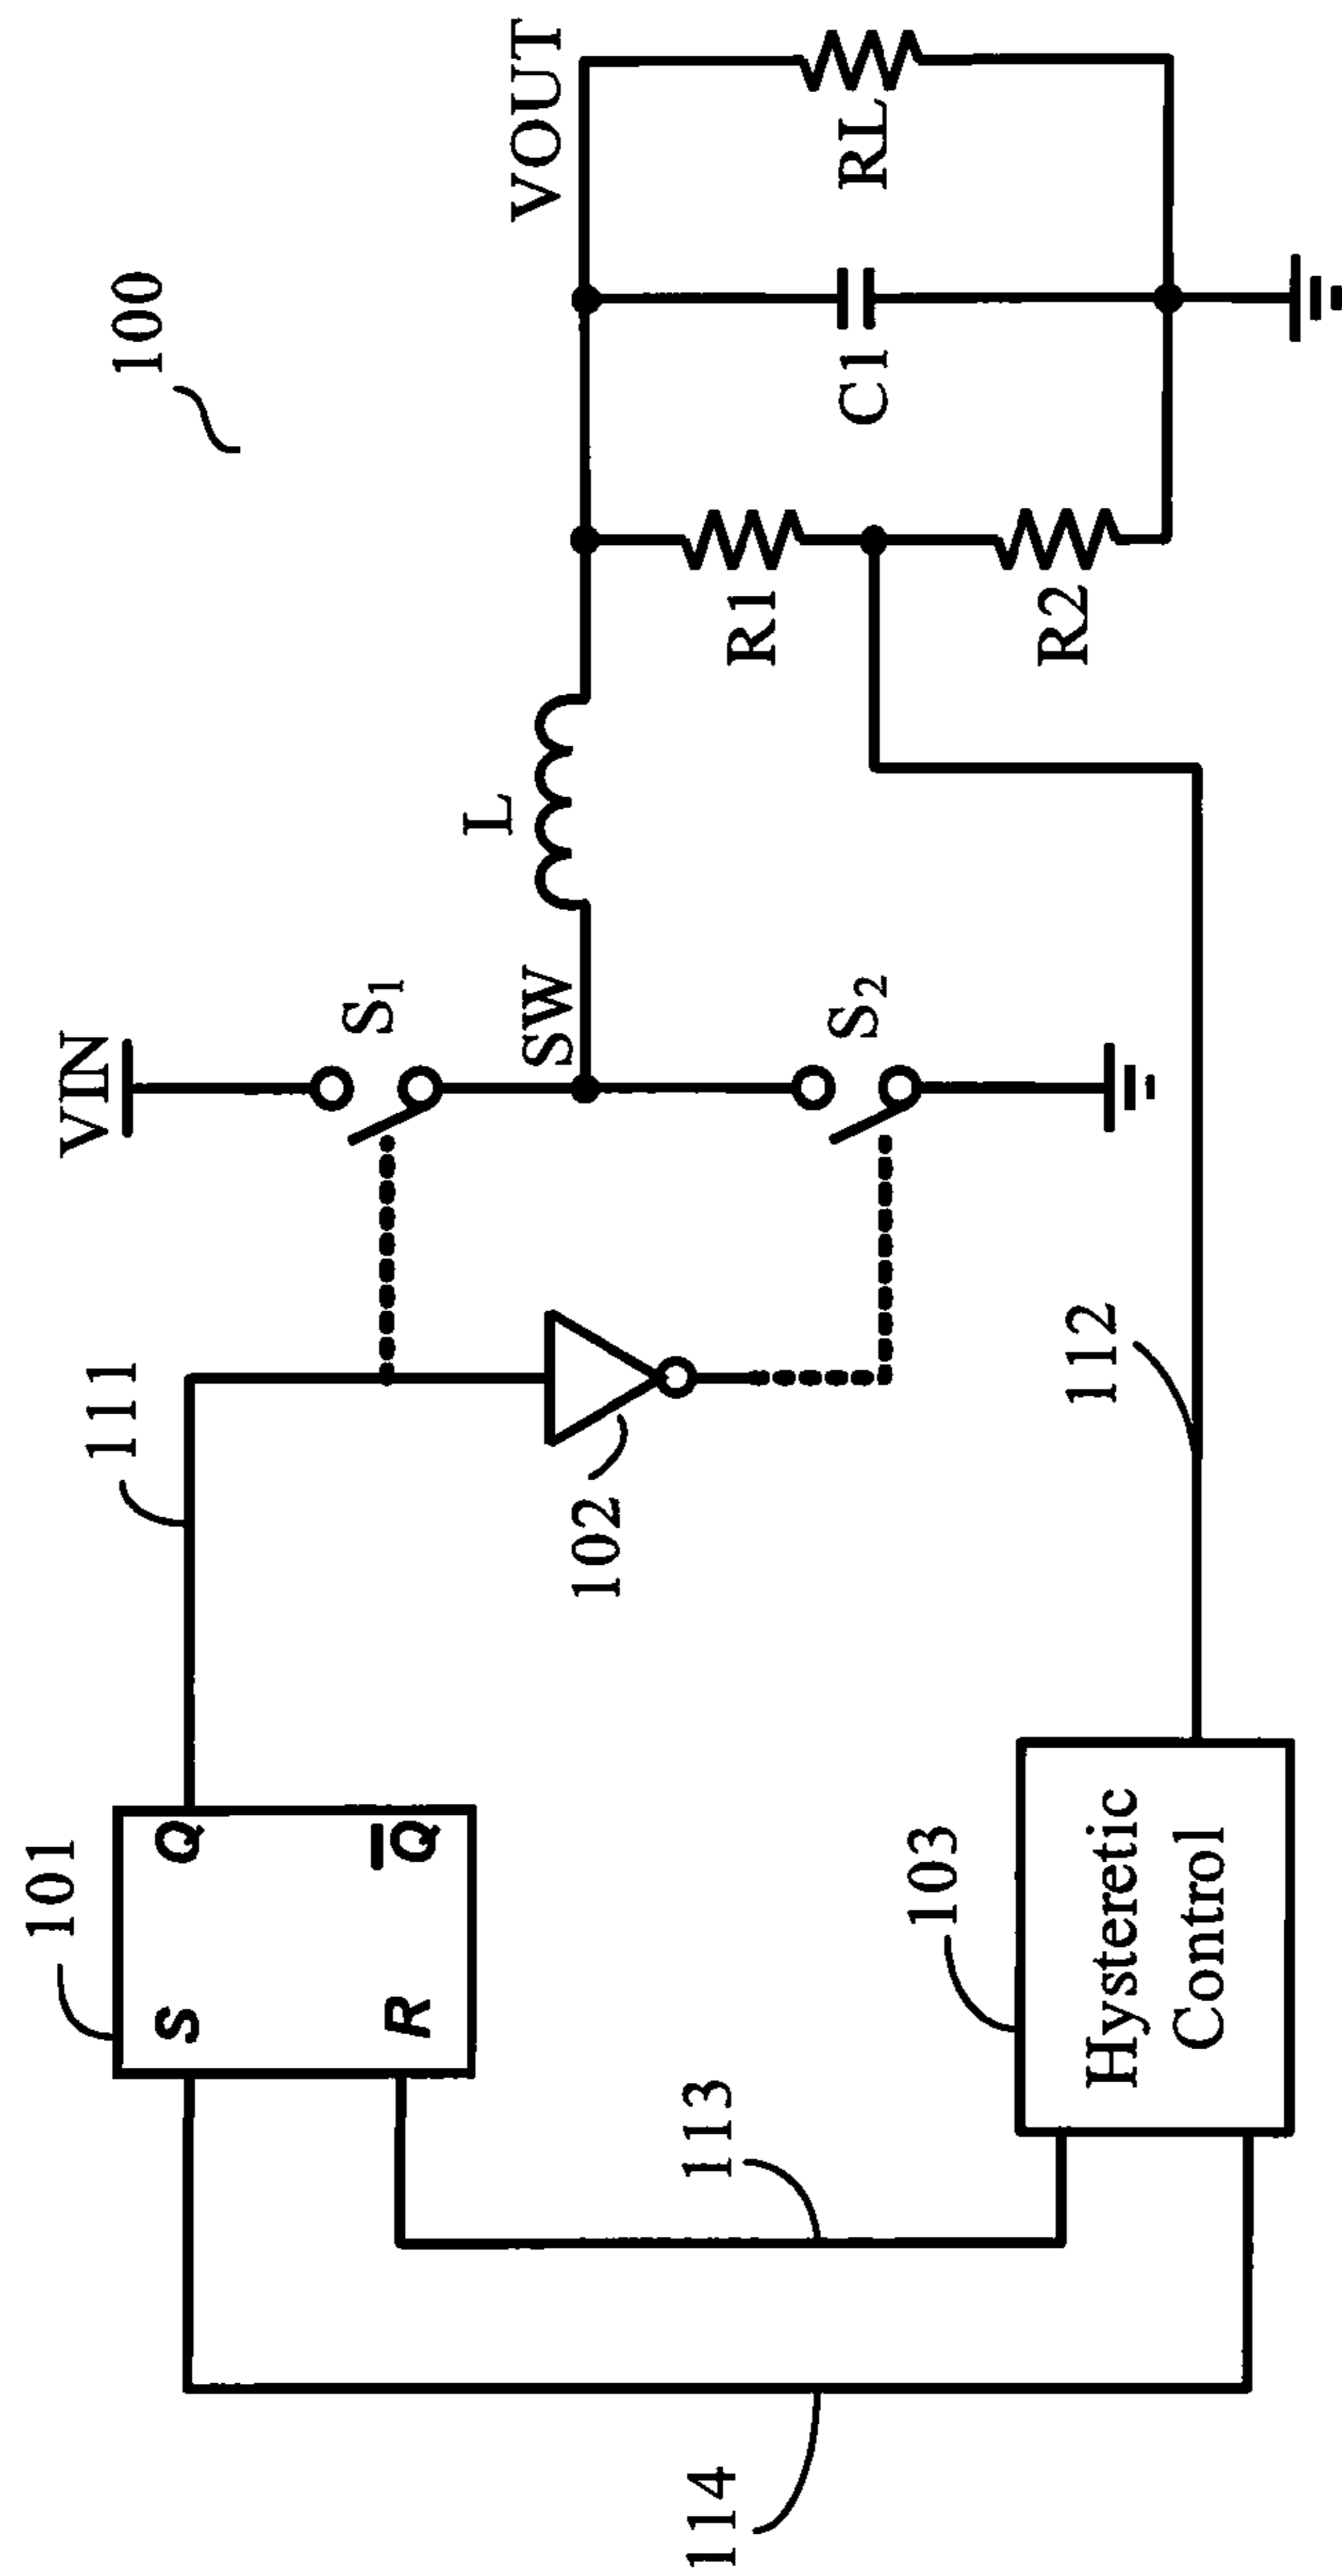 100
VIN
111
101
S
Q
R
Q
S1
SW
L
VOUT
102
S2
R1
C1
RL
R2
113
114
103
Hysteretic
Control
112